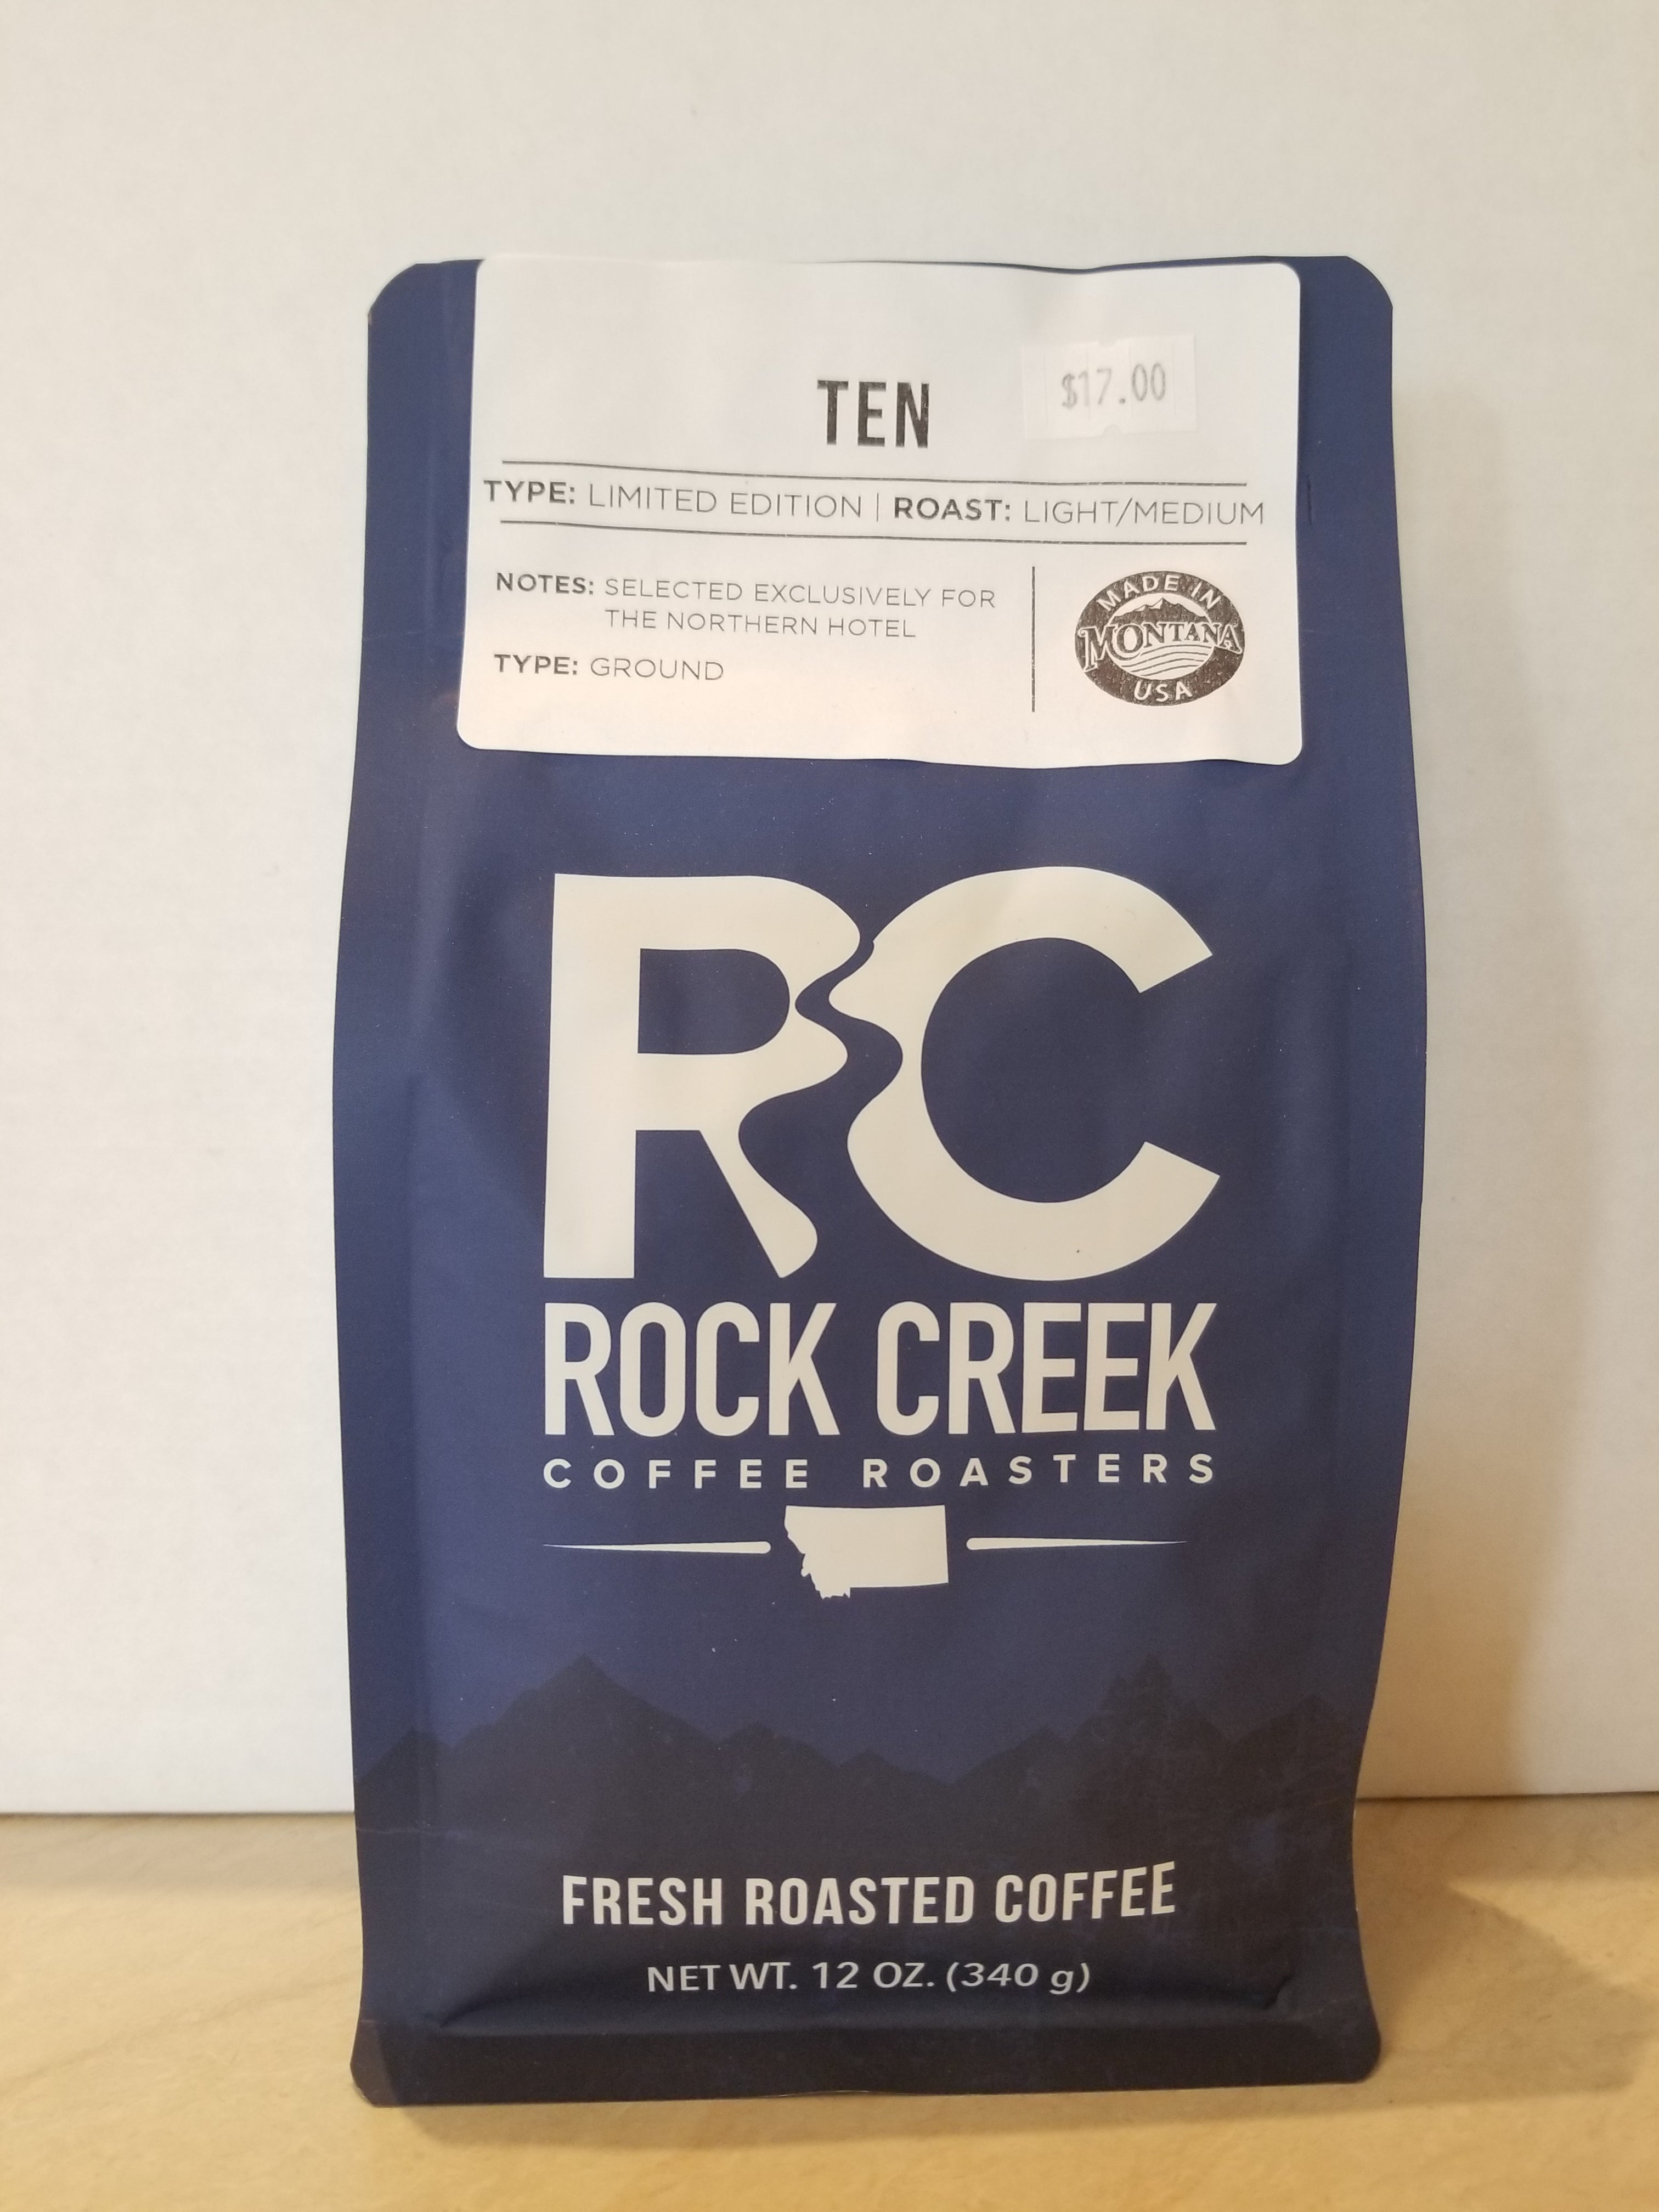 TEN
$17.00
TYPE: LIMITED EDITION | ROAST: LIGHT/MEDIUM
NOTES: SELECTED EXCLUSIVELY FOR
THE NORTHERN HOTEL
TYPE: GROUND
MADE IN
MONTANA
USA
RC
ROCK CREEK
COFFEE ROASTERS
FRESH ROASTED COFFEE
NET WT. 12 OZ. (340 g)